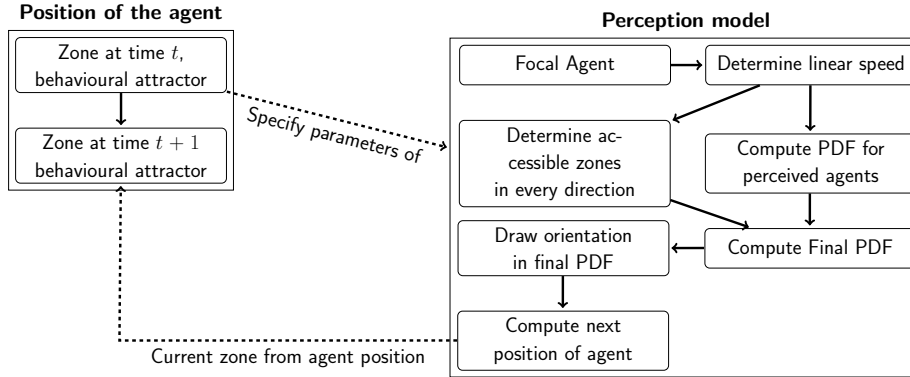 Position of the agent
Zone at time t,
behavioural attractor
Zone at time t + 1
behavioural attractor
Specify parameters of
Perception model
Focal Agent
Determine linear speed
Determine ac-
cessible zones
in every direction
Compute PDF for
perceived agents
Draw orientation
in final PDF
Compute Final PDF
Compute next
position of agent
Current zone from agent position